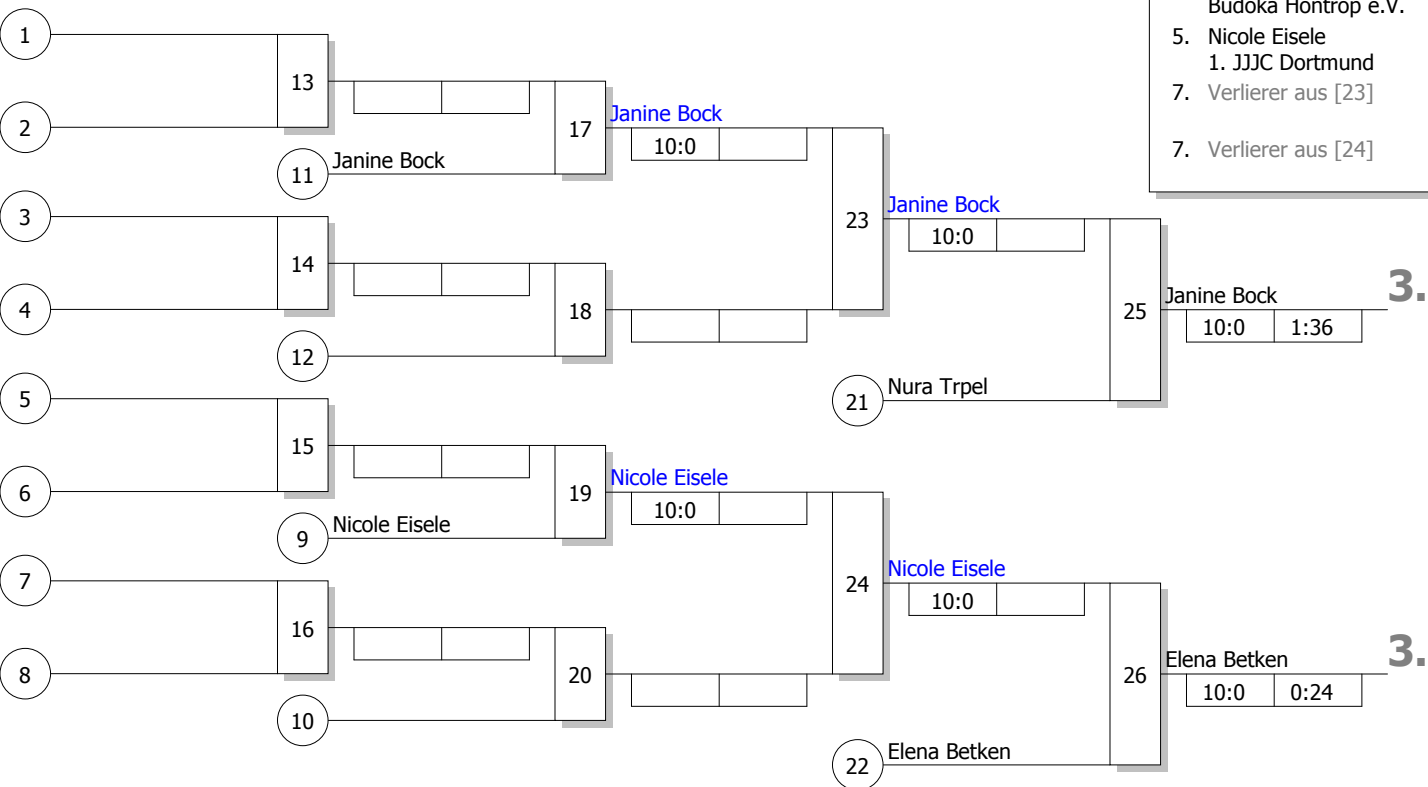 Budoka Höntrop e.V.
5. Nicole Eisele
1. JJJC Dortmund
7. Verlierer aus [23]
7. Verlierer aus [24]
1
13
2
17
Janine Bock
10:0
11
Janine Bock
3
14
4
18
12
23
Janine Bock
10:0
25
Janine Bock
3.
10:0 1:36
21
Nura Trpel
5
15
6
19
Nicole Eisele
10:0
9
Nicole Eisele
7
16
8
20
10
24
Nicole Eisele
10:0
26
Elena Betken
3.
10:0 0:24
22
Elena Betken